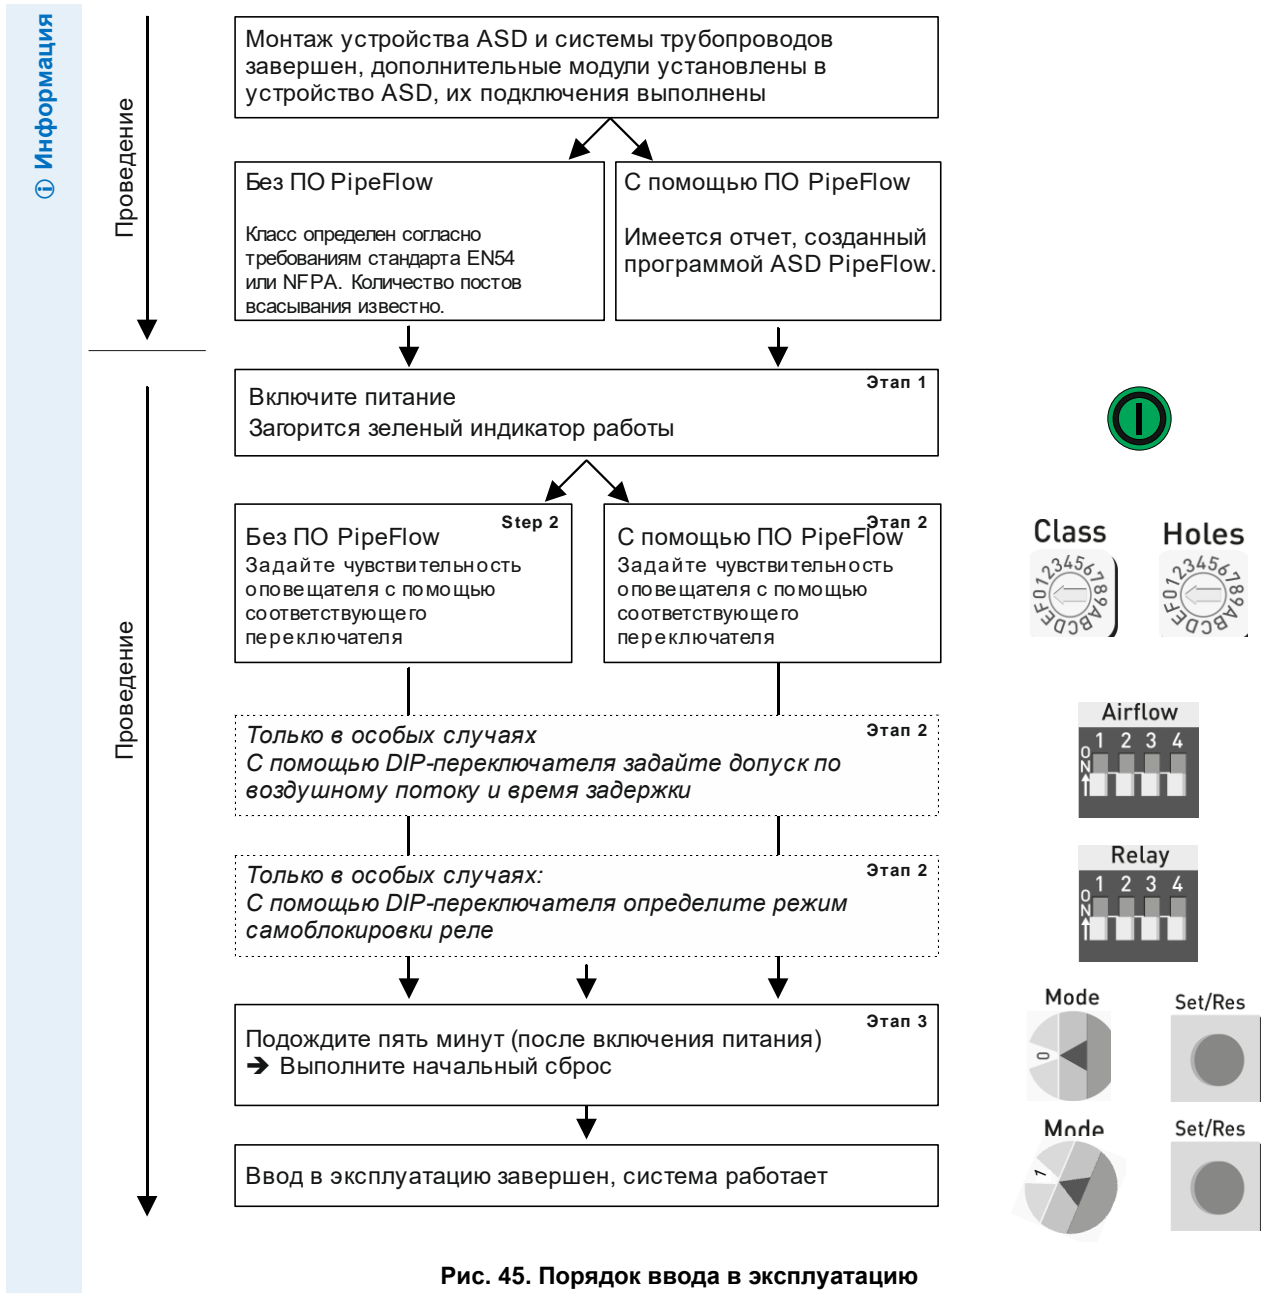 Информация
Проведение
Монтаж устройства ASD и системы трубопроводов
завершен, дополнительные модули установлены в
устройство ASD, их подключения выполнены
Без ПО PipeFlow
Класс определен согласно
требованиям стандарта EN54
или NFPA. Количество постов
всасывания известно.
С помощью ПО PipeFlow
Имеется отчет, созданный
программой ASD PipeFlow.
Проведение
Этап 1
Включите питание
Загорится зеленый индикатор работы
Step 2
Без ПО PipeFlow
Задайте чувствительность
оповещателя с помощью
соответствующего
переключателя
Этап 2
С помощью ПО PipeFlow
Задайте чувствительность
оповещателя с помощью
соответствующего
переключателя
Class
0123456789ABCDEF
Holes
0123456789ABCDEF
Этап 2
Только в особых случаях
С помощью DIP-переключателя задайте допуск по
воздушному потоку и время задержки
Airflow
ON
1 2 3 4
Этап 2
Только в особых случаях:
С помощью DIP-переключателя определите режим
самоблокировки реле
Relay
ON
1 2 3 4
Этап 3
Подождите пять минут (после включения питания)
➔ Выполните начальный сброс
Mode
0
Set/Res
Ввод в эксплуатацию завершен, система работает
Mode
1
Set/Res
Рис. 45. Порядок ввода в эксплуатацию